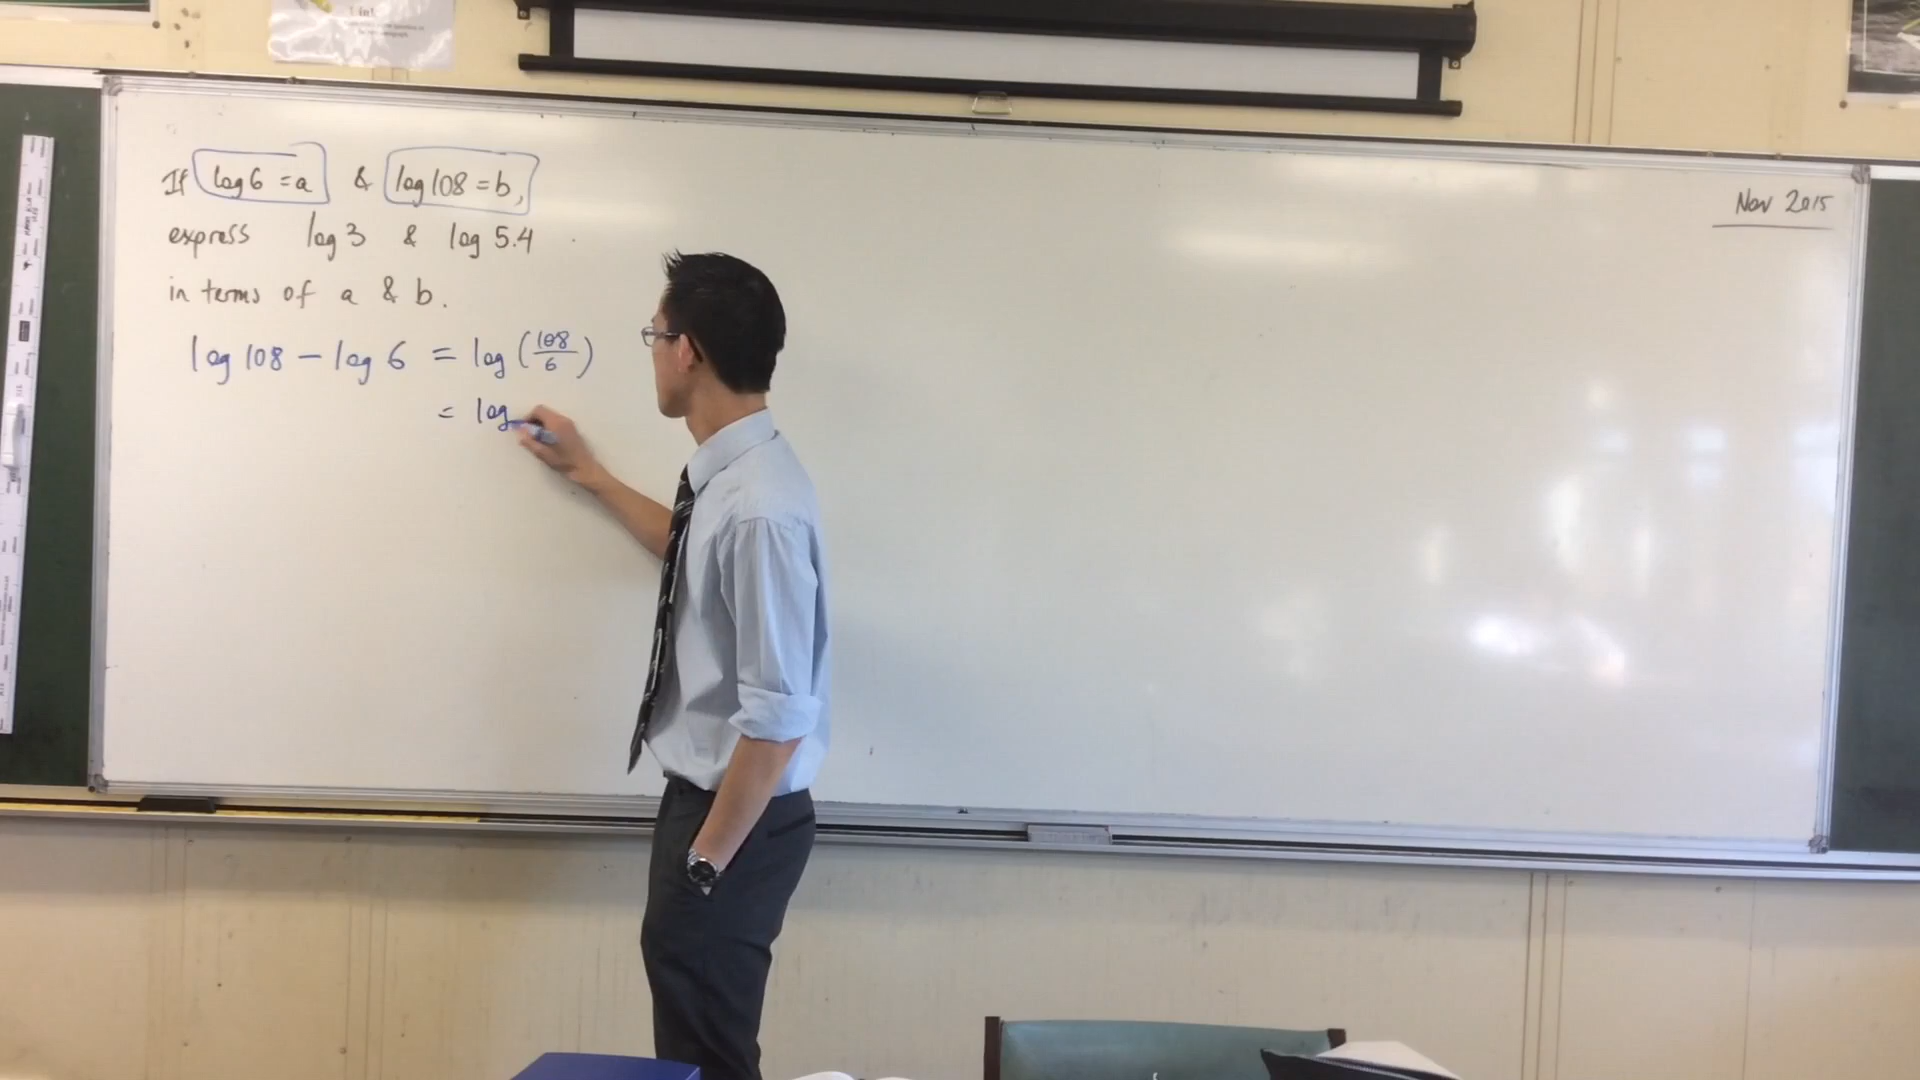 If log 6 = a & log 108 = b,
express log 3 & log 5.4
in terms of a & b.
log 108 − log 6 = log (108/6)
= log
Nov 2015